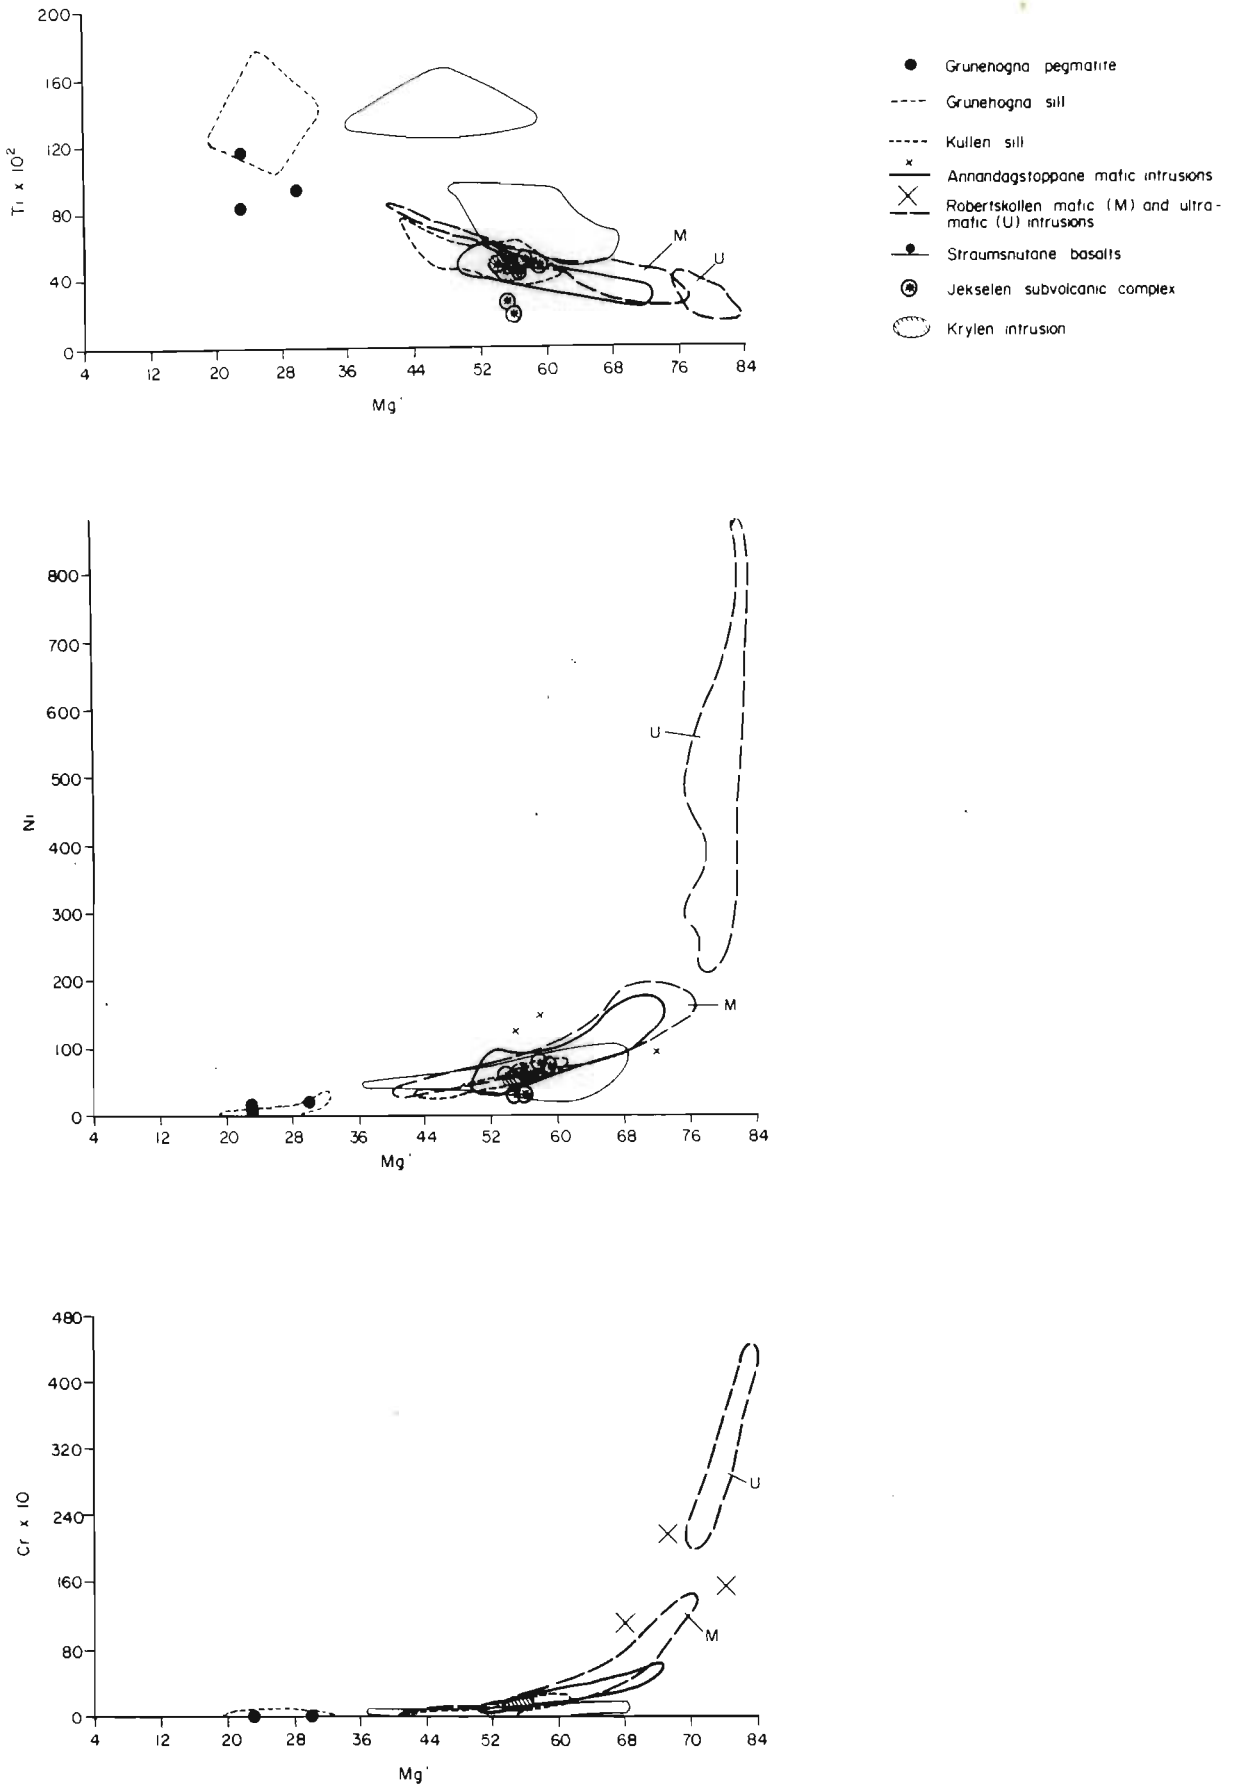 200
160
120
80
40
0
Ti x 10²
4 12 20 28 36 44 52 60 68 76 84
Mg'
M
U
Grunehogna pegmatite
Grunehogna sill
Kullen sill
Annandagstoppane mafic intrusions
Robertskollen mafic (M) and ultra-
mafic (U) intrusions
Straumsnutane basalts
Jekselen subvolcanic complex
Krylen intrusion
800
700
600
500
400
300
200
100
0
Ni
U
M
4 12 20 28 36 44 52 60 68 76 84
Mg'
480
400
320
240
160
80
0
Cr x 10
U
M
4 12 20 28 36 44 52 60 68 70 84
Mg'